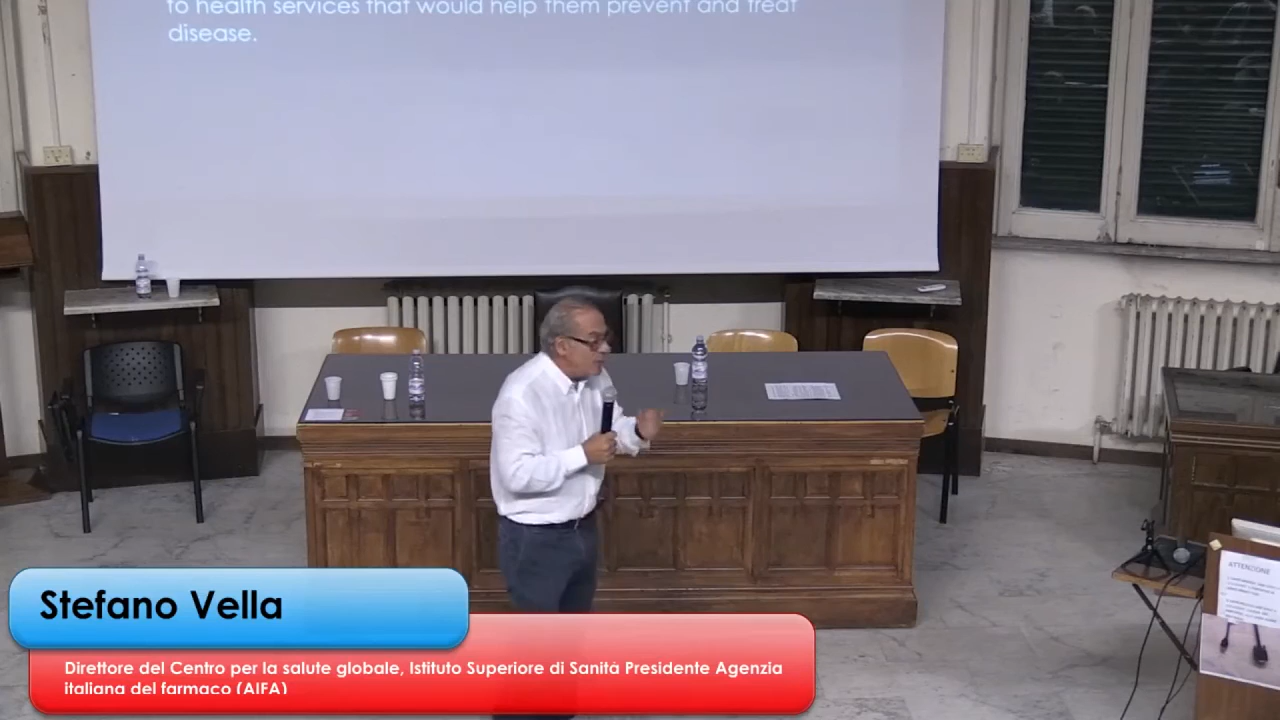 to health services that would help them prevent and treat
disease.
ATTENZIONE
Stefano Vella
Direttore del Centro per la salute globale, Istituto Superiore di Sanità Presidente Agenzia
italiana del farmaco (AIFA)